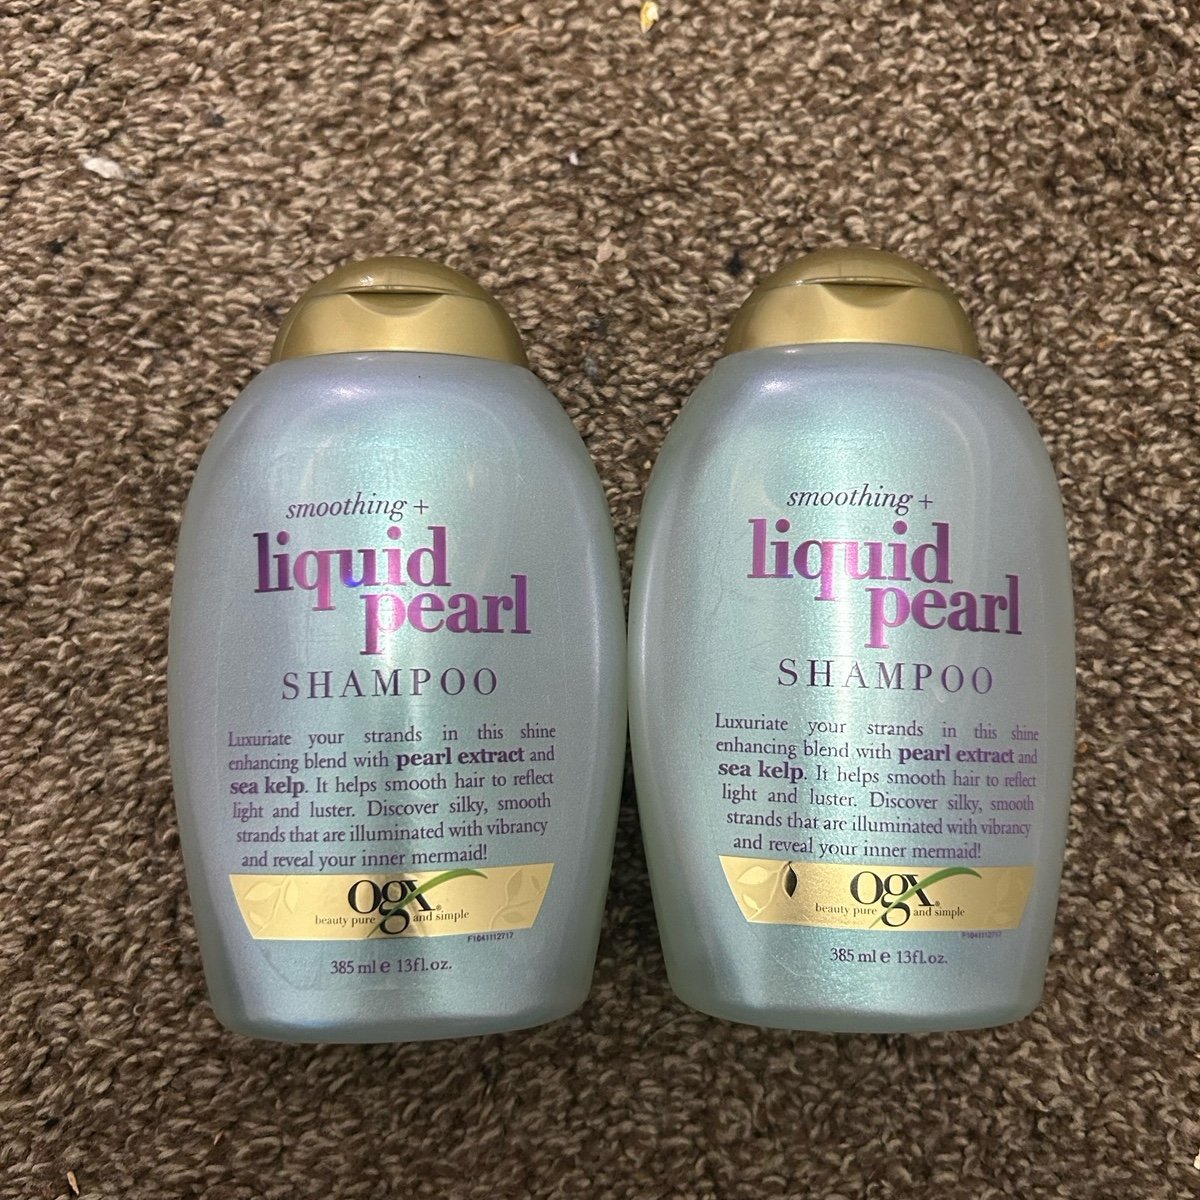 smoothing +
liquid
pearl
SHAMPOO
Luxuriate your strands in this shine
enhancing blend with pearl extract and
sea kelp. It helps smooth hair to reflect
light and luster. Discover silky, smooth
strands that are illuminated with vibrancy
and reveal your inner mermaid!
ogx®
beauty pure and simple
F1041112717
385 ml e 13fl.oz.
smoothing +
liquid
pearl
SHAMPOO
Luxuriate your strands in this shine
enhancing blend with pearl extract and
sea kelp. It helps smooth hair to reflect
light and luster. Discover silky, smooth
strands that are illuminated with vibrancy
and reveal your inner mermaid!
ogx®
beauty pure and simple
F1041112717
385 ml e 13fl.oz.